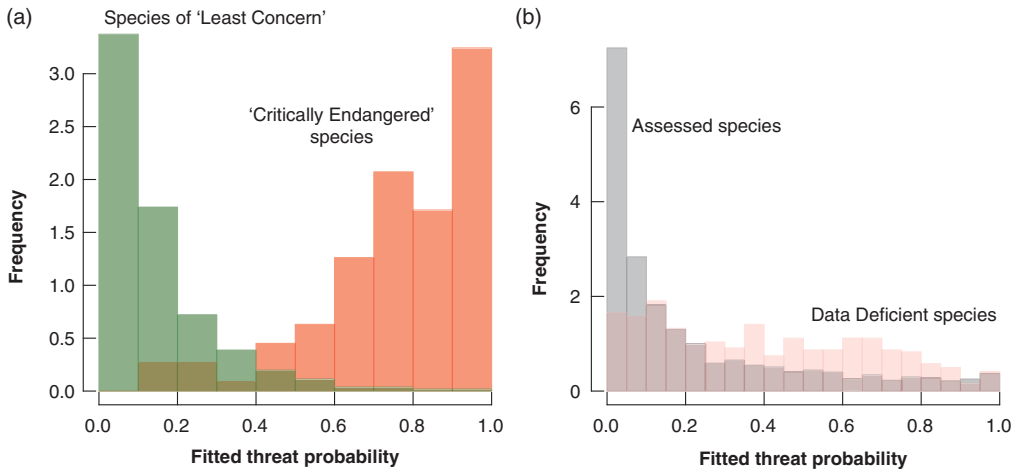 (a)
Species of ‘Least Concern’
‘Critically Endangered’
species
Frequency
3.0
2.5
2.0
1.5
1.0
0.5
0.0
0.0 0.2 0.4 0.6 0.8 1.0
Fitted threat probability
(b)
Assessed species
Data Deficient species
Frequency
6
4
2
0
0.0 0.2 0.4 0.6 0.8 1.0
Fitted threat probability